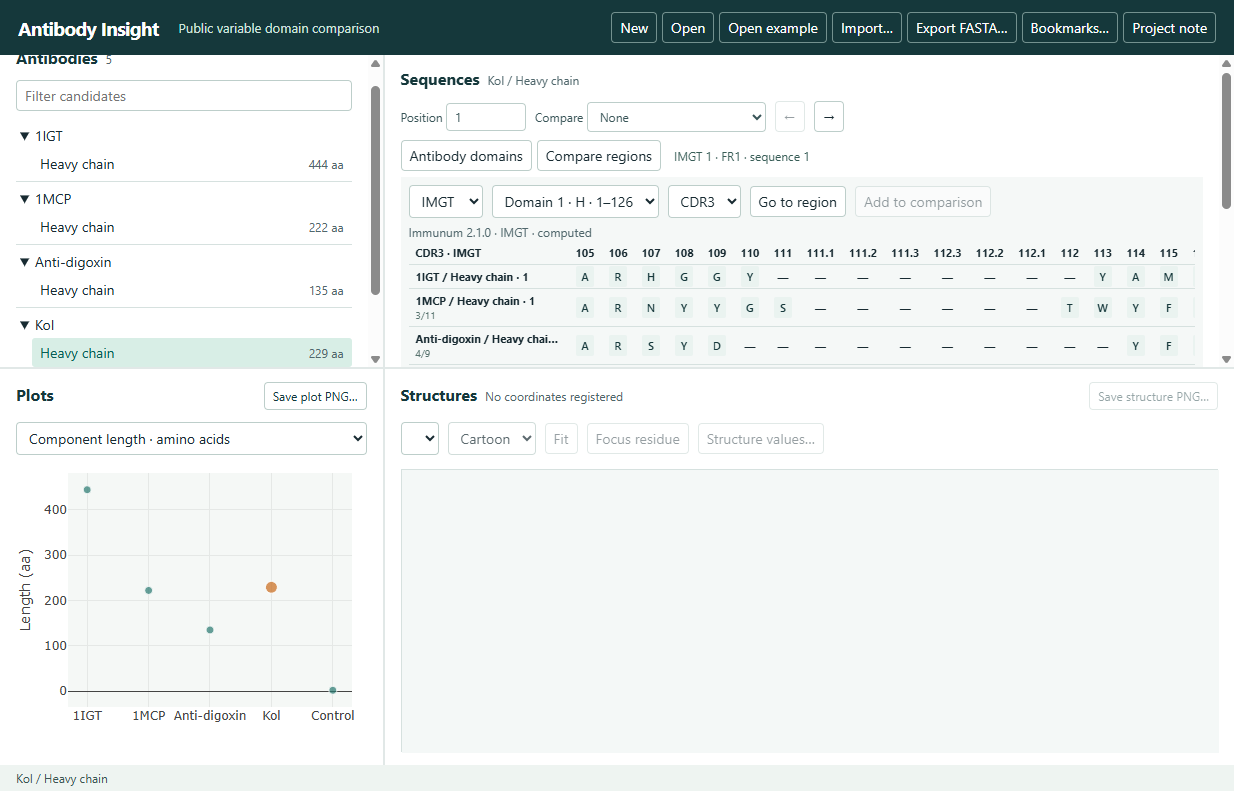 Antibody Insight Public variable domain comparison New Open Open example Import... Export FASTA... Bookmarks... Project note
Antibodies 5
Filter candidates
▼ 1IGT
Heavy chain 444 aa
▼ 1MCP
Heavy chain 222 aa
▼ Anti-digoxin
Heavy chain 135 aa
▼ Kol
Heavy chain 229 aa
Sequences Kol / Heavy chain
Position 1 Compare None ← →
Antibody domains Compare regions IMGT 1 · FR1 · sequence 1
IMGT Domain 1 · H · 1–126 CDR3 Go to region Add to comparison
Immunum 2.1.0 · IMGT · computed
CDR3 · IMGT 105 106 107 108 109 110 111 111.1 111.2 111.3 112.3 112.2 112.1 112 113 114 115
1IGT / Heavy chain · 1 A R H G G Y — — — — — — — — Y A M
1MCP / Heavy chain · 1 A R N Y Y G S — — — — — — T W Y F
3/11
Anti-digoxin / Heavy chai... A R S Y D — — — — — — — — — — Y F
4/9
Plots Save plot PNG...
Component length · amino acids
Length (aa)
400
300
200
100
0
1IGT 1MCP Anti-digoxin Kol Control
Structures No coordinates registered Save structure PNG...
Cartoon Fit Focus residue Structure values...
Kol / Heavy chain